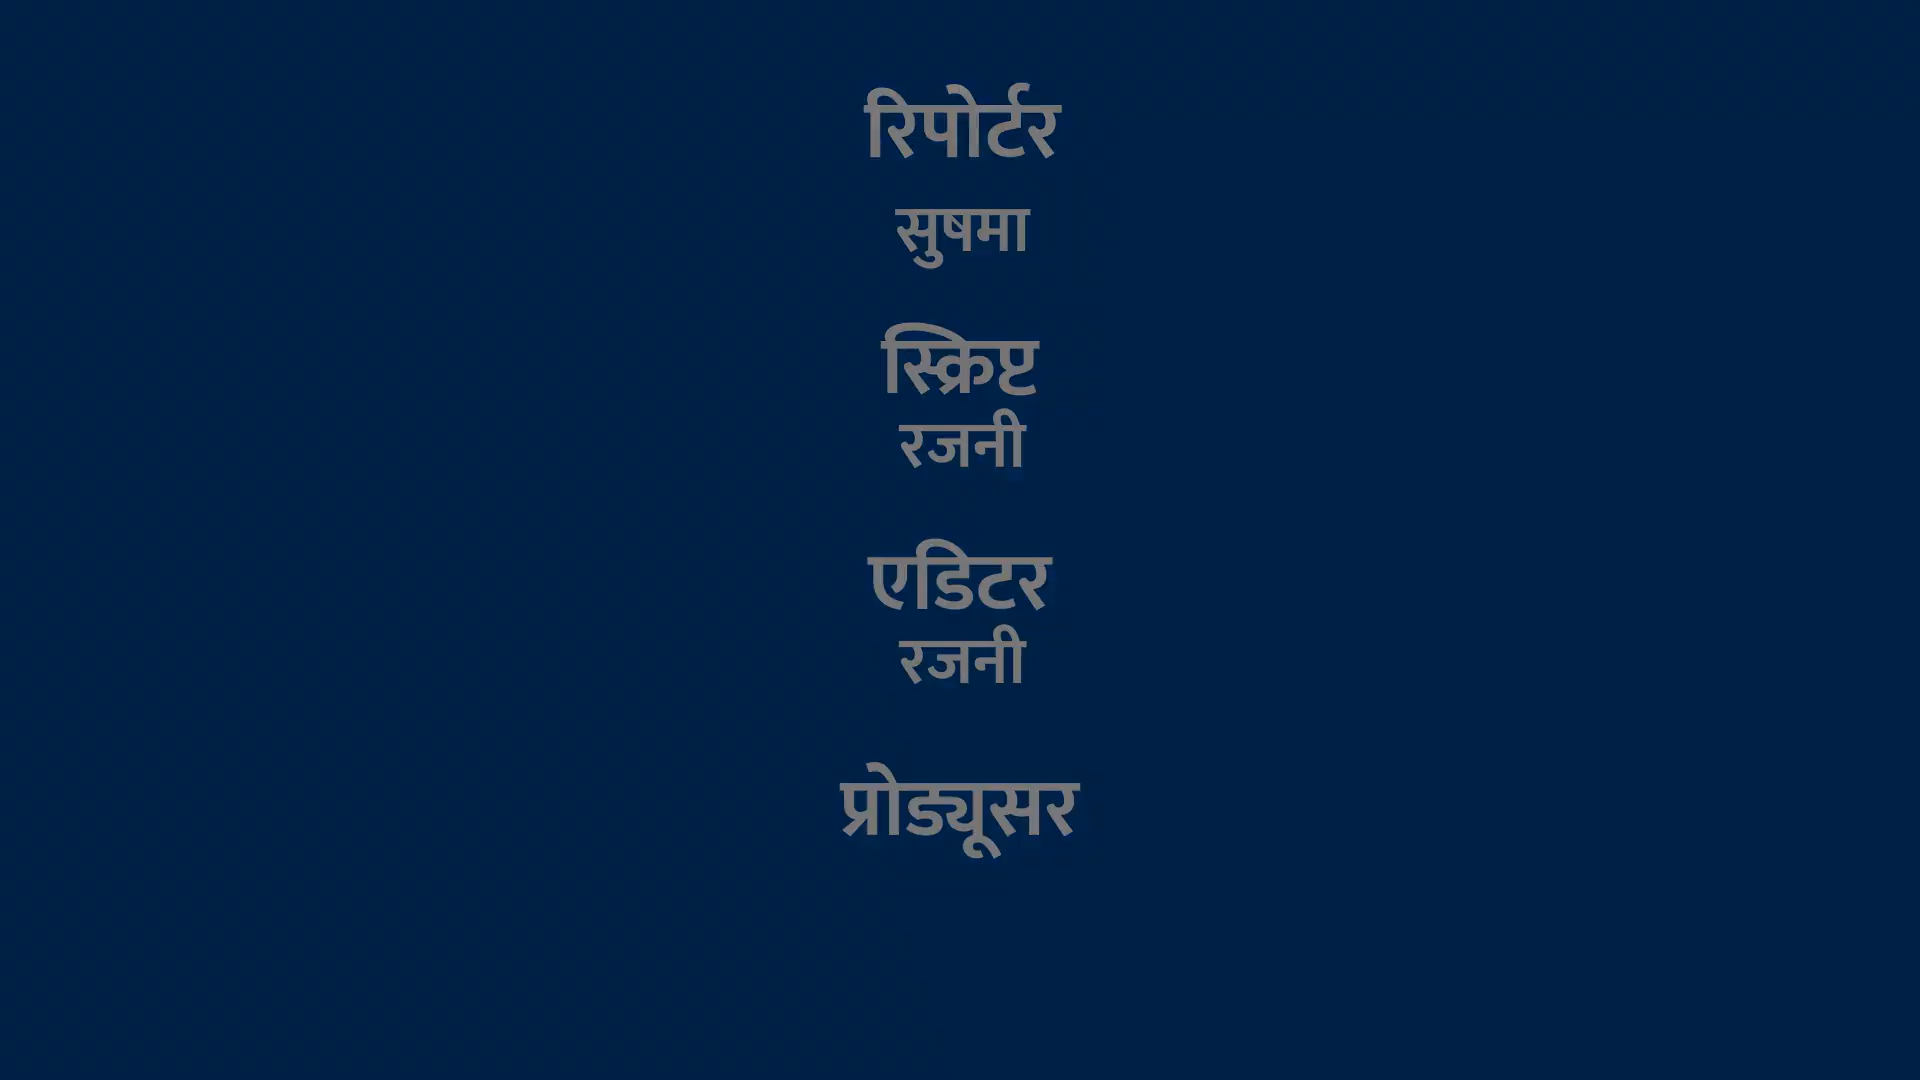 रिपोर्टर
सुषमा
स्क्रिप्ट
रजनी
एडिटर
रजनी
प्रोड्यूसर